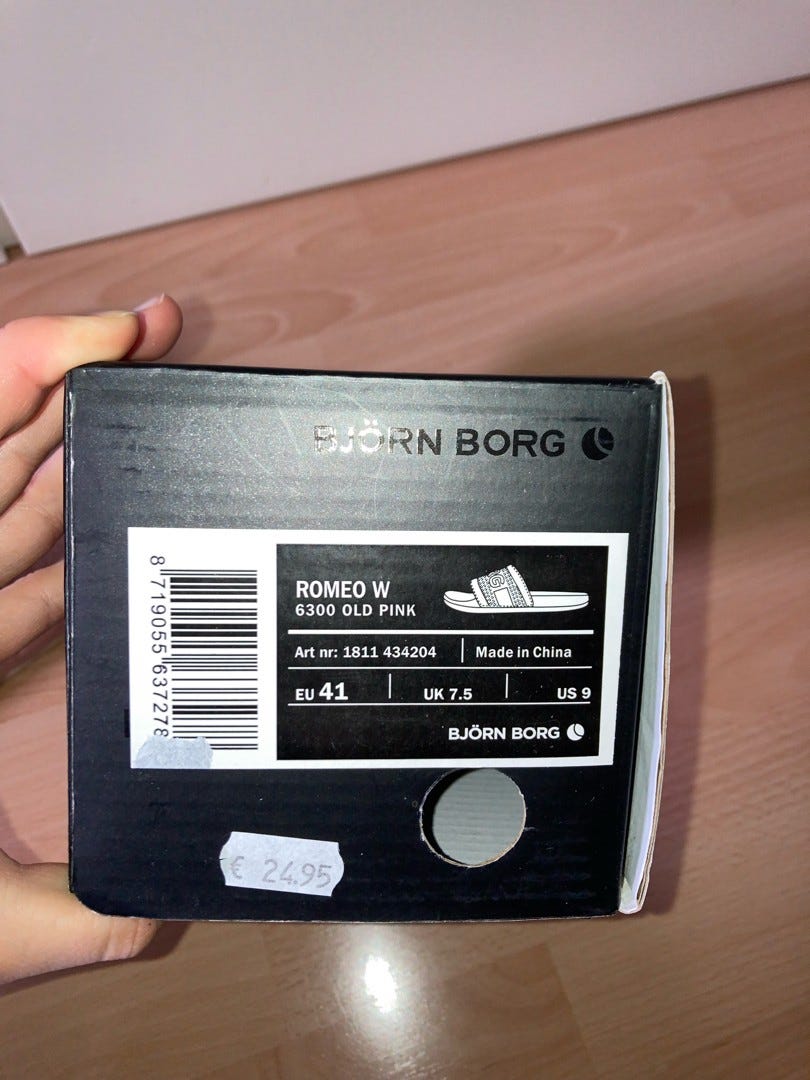 BJÖRN BORG
8 719055 637278
ROMEO W
6300 OLD PINK
Art nr: 1811 434204 Made in China
EU 41 UK 7.5 US 9
BJÖRN BORG
€ 24.95